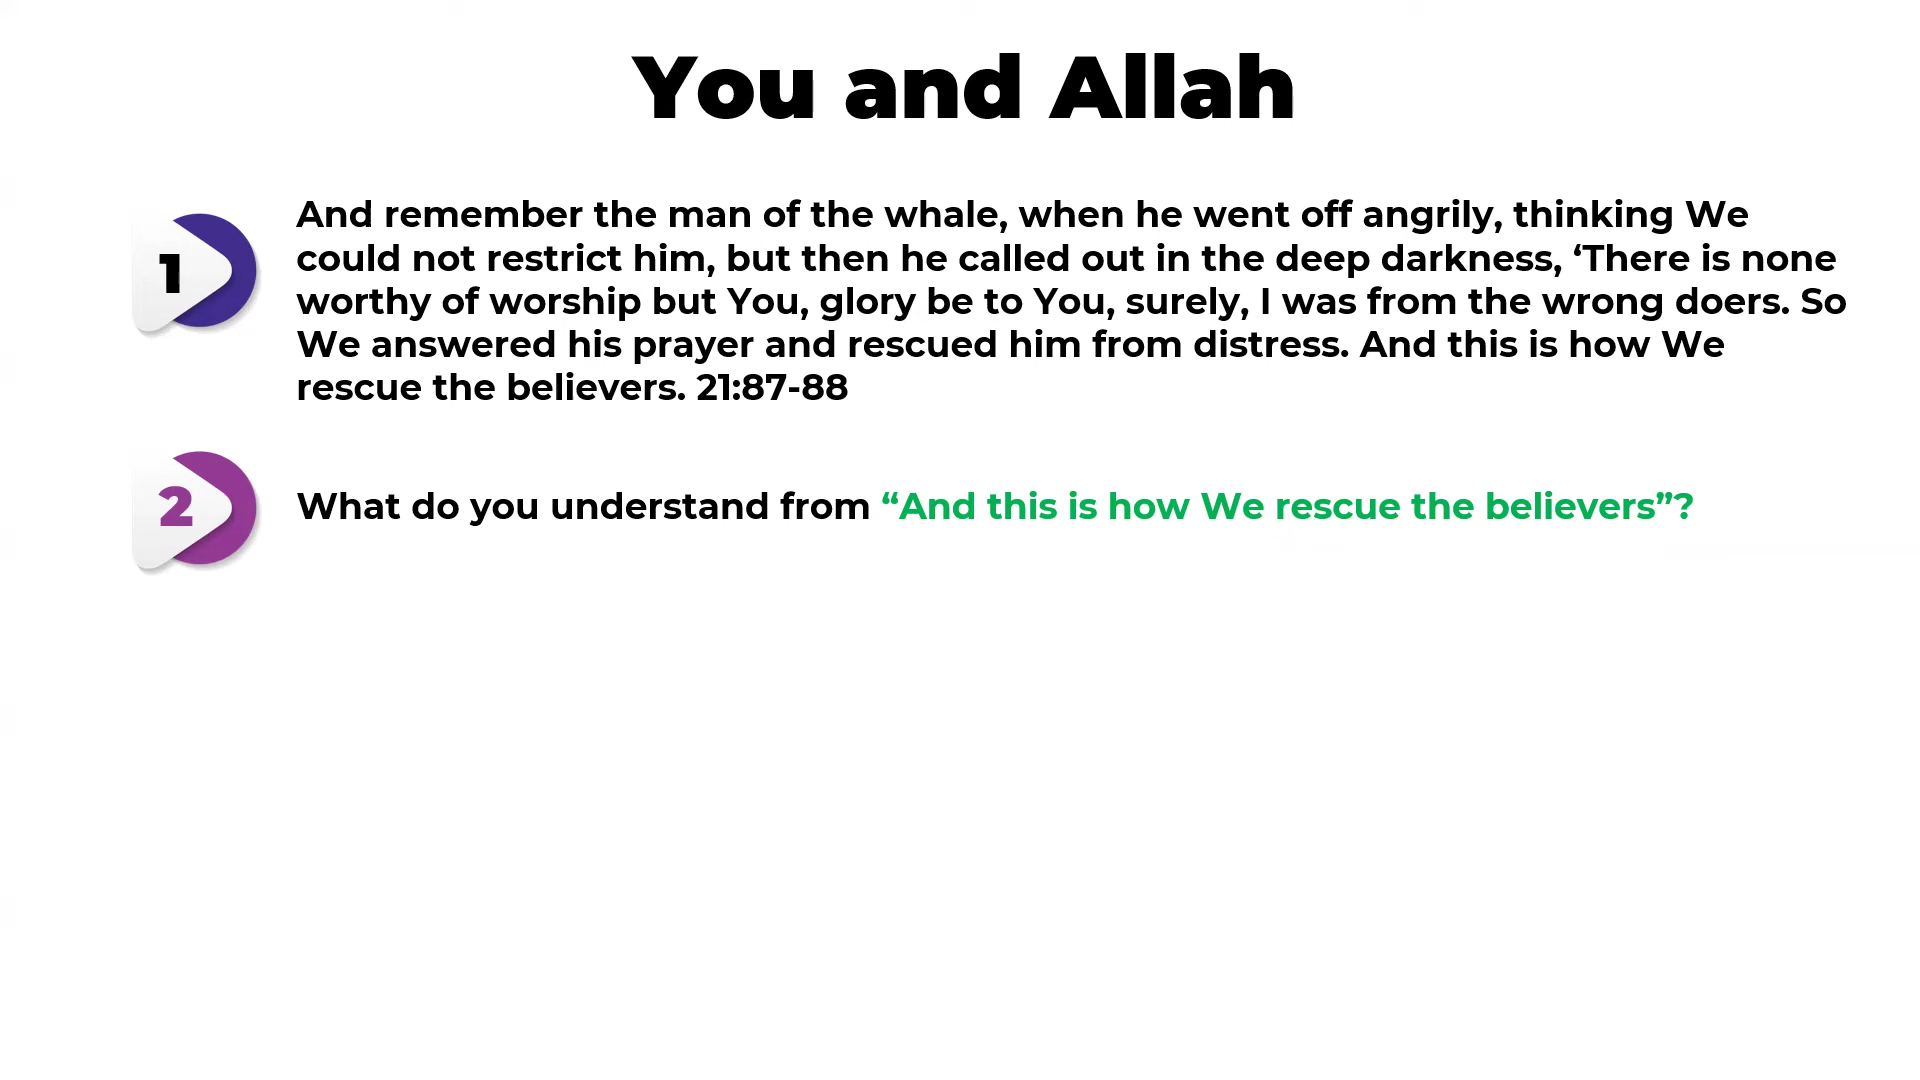 You and Allah
1
And remember the man of the whale, when he went off angrily, thinking We
could not restrict him, but then he called out in the deep darkness, ‘There is none
worthy of worship but You, glory be to You, surely, I was from the wrong doers. So
We answered his prayer and rescued him from distress. And this is how We
rescue the believers. 21:87-88
2
What do you understand from “And this is how We rescue the believers”?